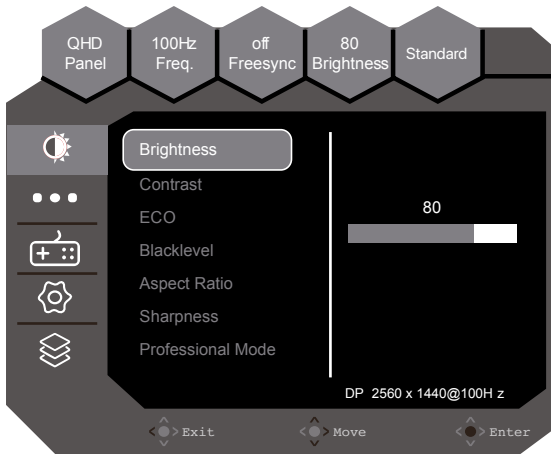 QHD
Panel
100Hz
Freq.
off
Freesync
80
Brightness
Standard
Brightness
Contrast
ECO
Blacklevel
Aspect Ratio
Sharpness
Professional Mode
80
DP 2560 x 1440@100H z
Exit
Move
Enter